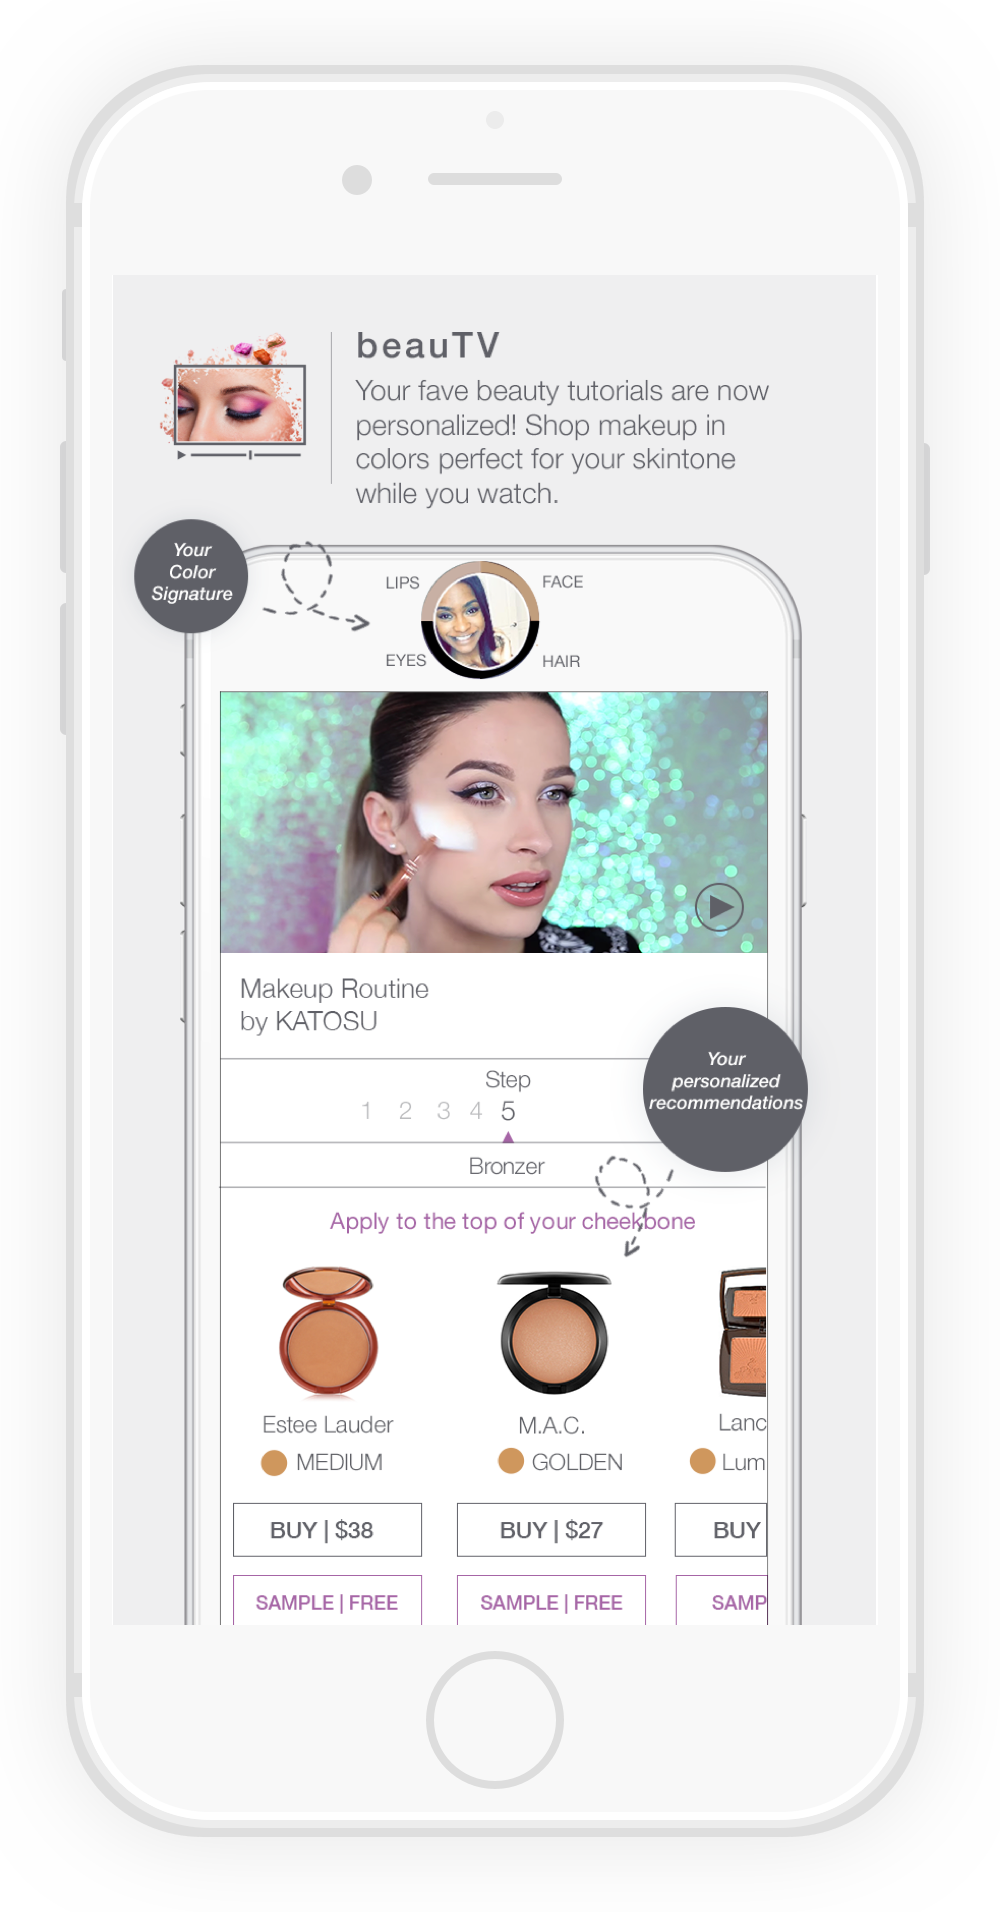 beauTV
Your fave beauty tutorials are now
personalized! Shop makeup in
colors perfect for your skintone
while you watch.
Your
Color
Signature
LIPS
FACE
EYES
HAIR
Makeup Routine
by KATOSU
Your
personalized
recommendations
Step
1 2 3 4 5
Bronzer
Apply to the top of your cheekbone
Estee Lauder
M.A.C.
Lanc
MEDIUM
GOLDEN
Lum
BUY | $38
BUY | $27
BUY
SAMPLE | FREE
SAMPLE | FREE
SAMP